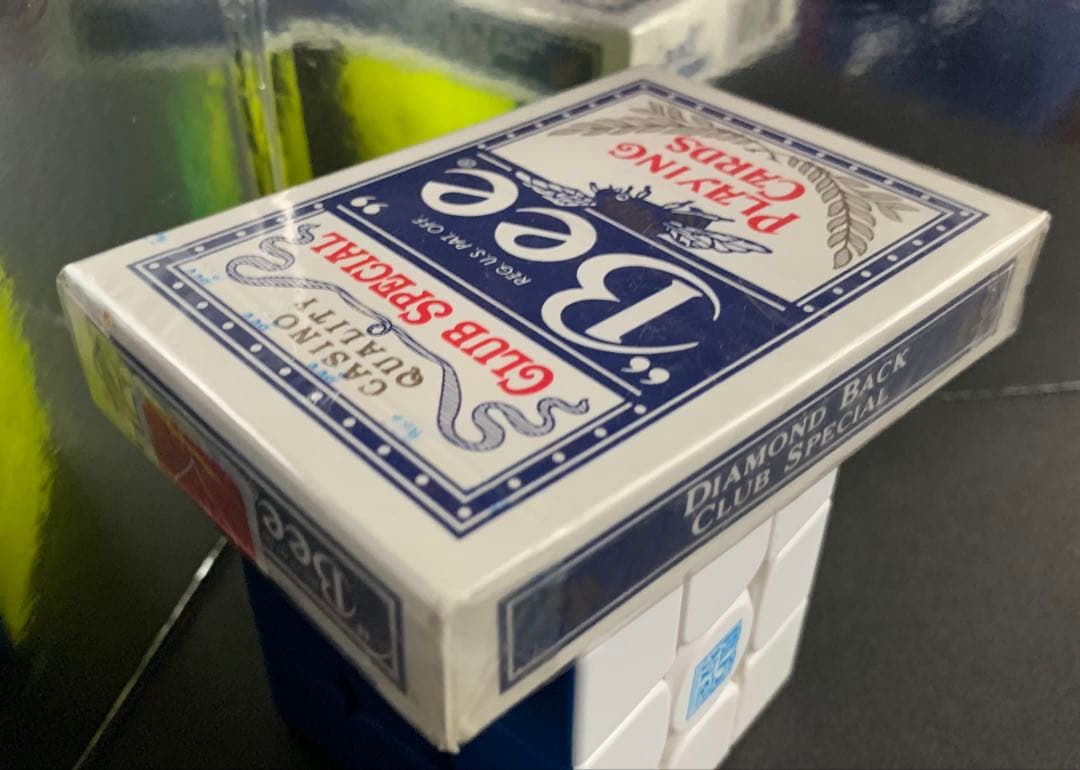 PLAYING
CARDS
"Bee"®
REG. U.S. PAT. OFF.
CLUB SPECIAL
CASINO
QUALITY
DIAMOND BACK
CLUB SPECIAL
Bee